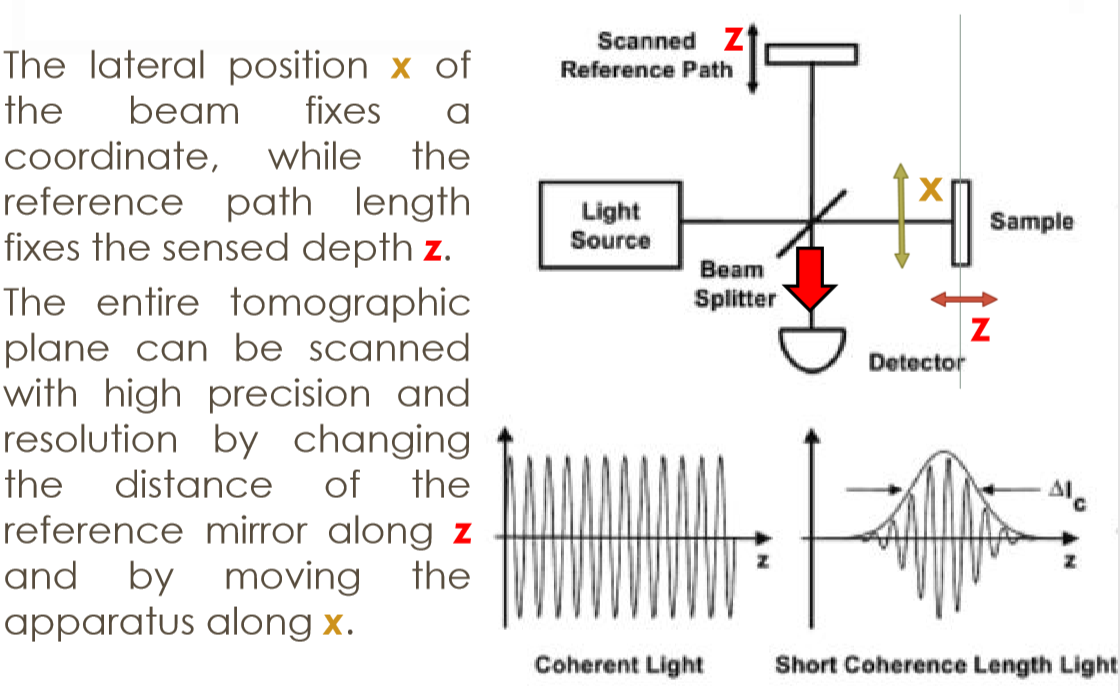 The lateral position x of
the beam fixes a
coordinate, while the
reference path length
fixes the sensed depth z.
The entire tomographic
plane can be scanned
with high precision and
resolution by changing
the distance of the
reference mirror along z
and by moving the
apparatus along x.
Scanned
Reference Path
Z
Light
Source
Beam
Splitter
X
Sample
Z
Detector
z
Coherent Light
Δlc
z
Short Coherence Length Light